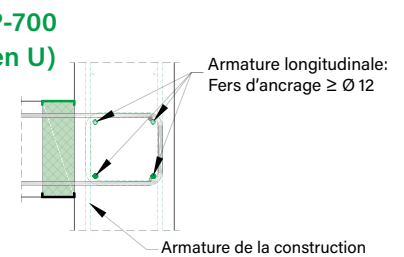 P-700
en U)
Armature longitudinale:
Fers d'ancrage ≥ Ø 12
Armature de la construction